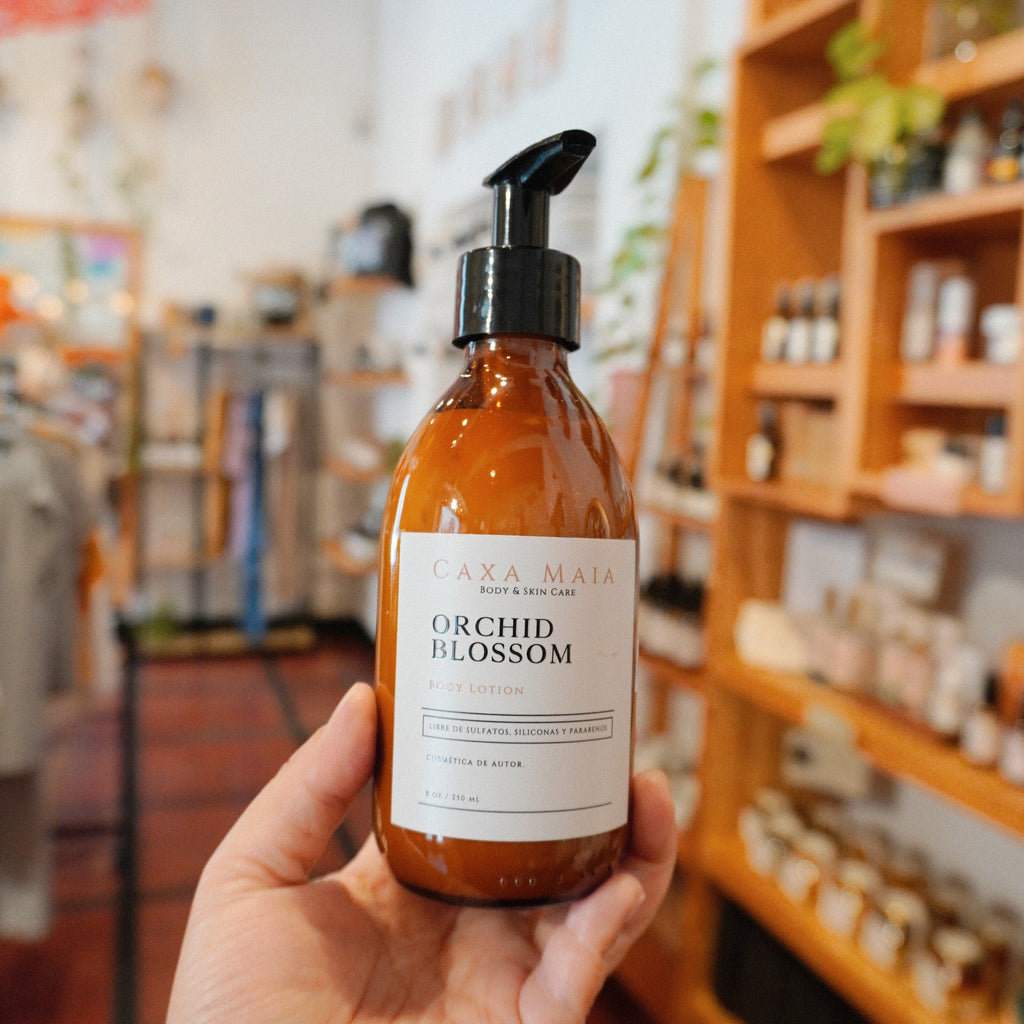 CAXA MAIA
BODY & SKIN CARE
ORCHID
BLOSSOM
BODY LOTION
LIBRE DE SULFATOS, SILICONAS Y PARABENOS
COSMÉTICA DE AUTOR.
8 OZ / 250 ML